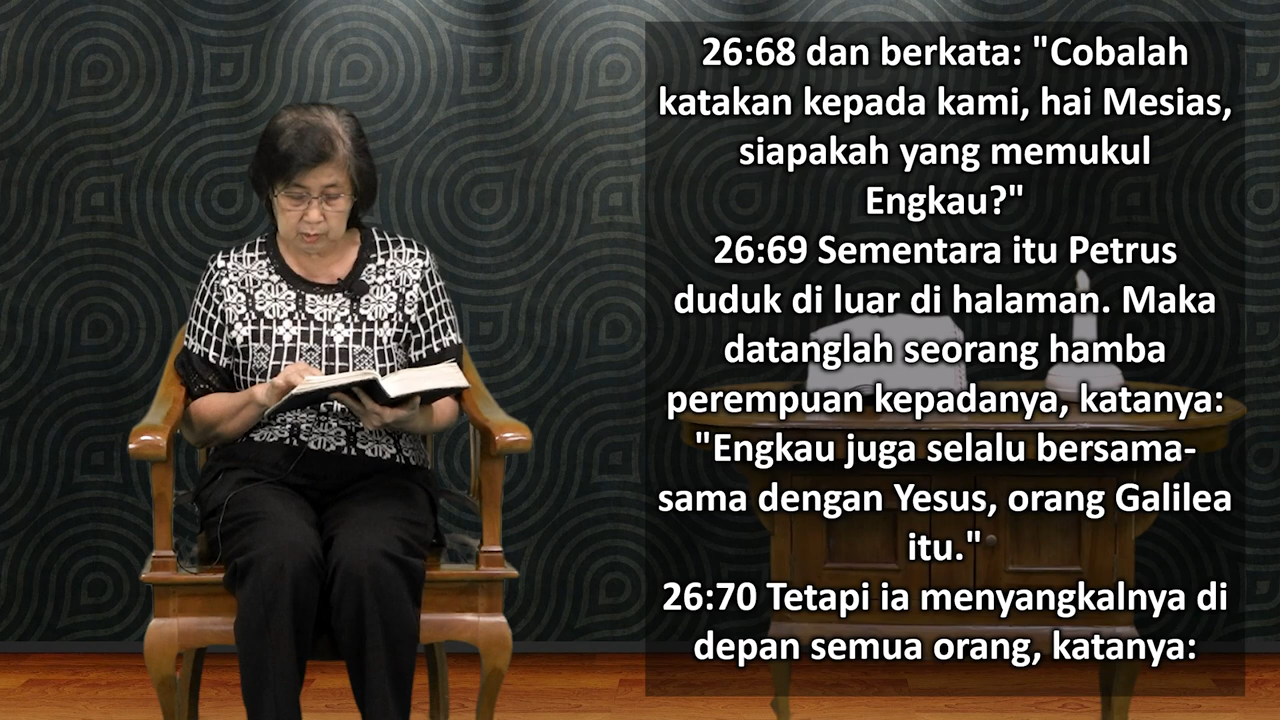 26:68 dan berkata: "Cobalah
katakan kepada kami, hai Mesias,
siapakah yang memukul
Engkau?"
26:69 Sementara itu Petrus
duduk di luar di halaman. Maka
datanglah seorang hamba
perempuan kepadanya, katanya:
"Engkau juga selalu bersama-
sama dengan Yesus, orang Galilea
itu."
26:70 Tetapi ia menyangkalnya di
depan semua orang, katanya: